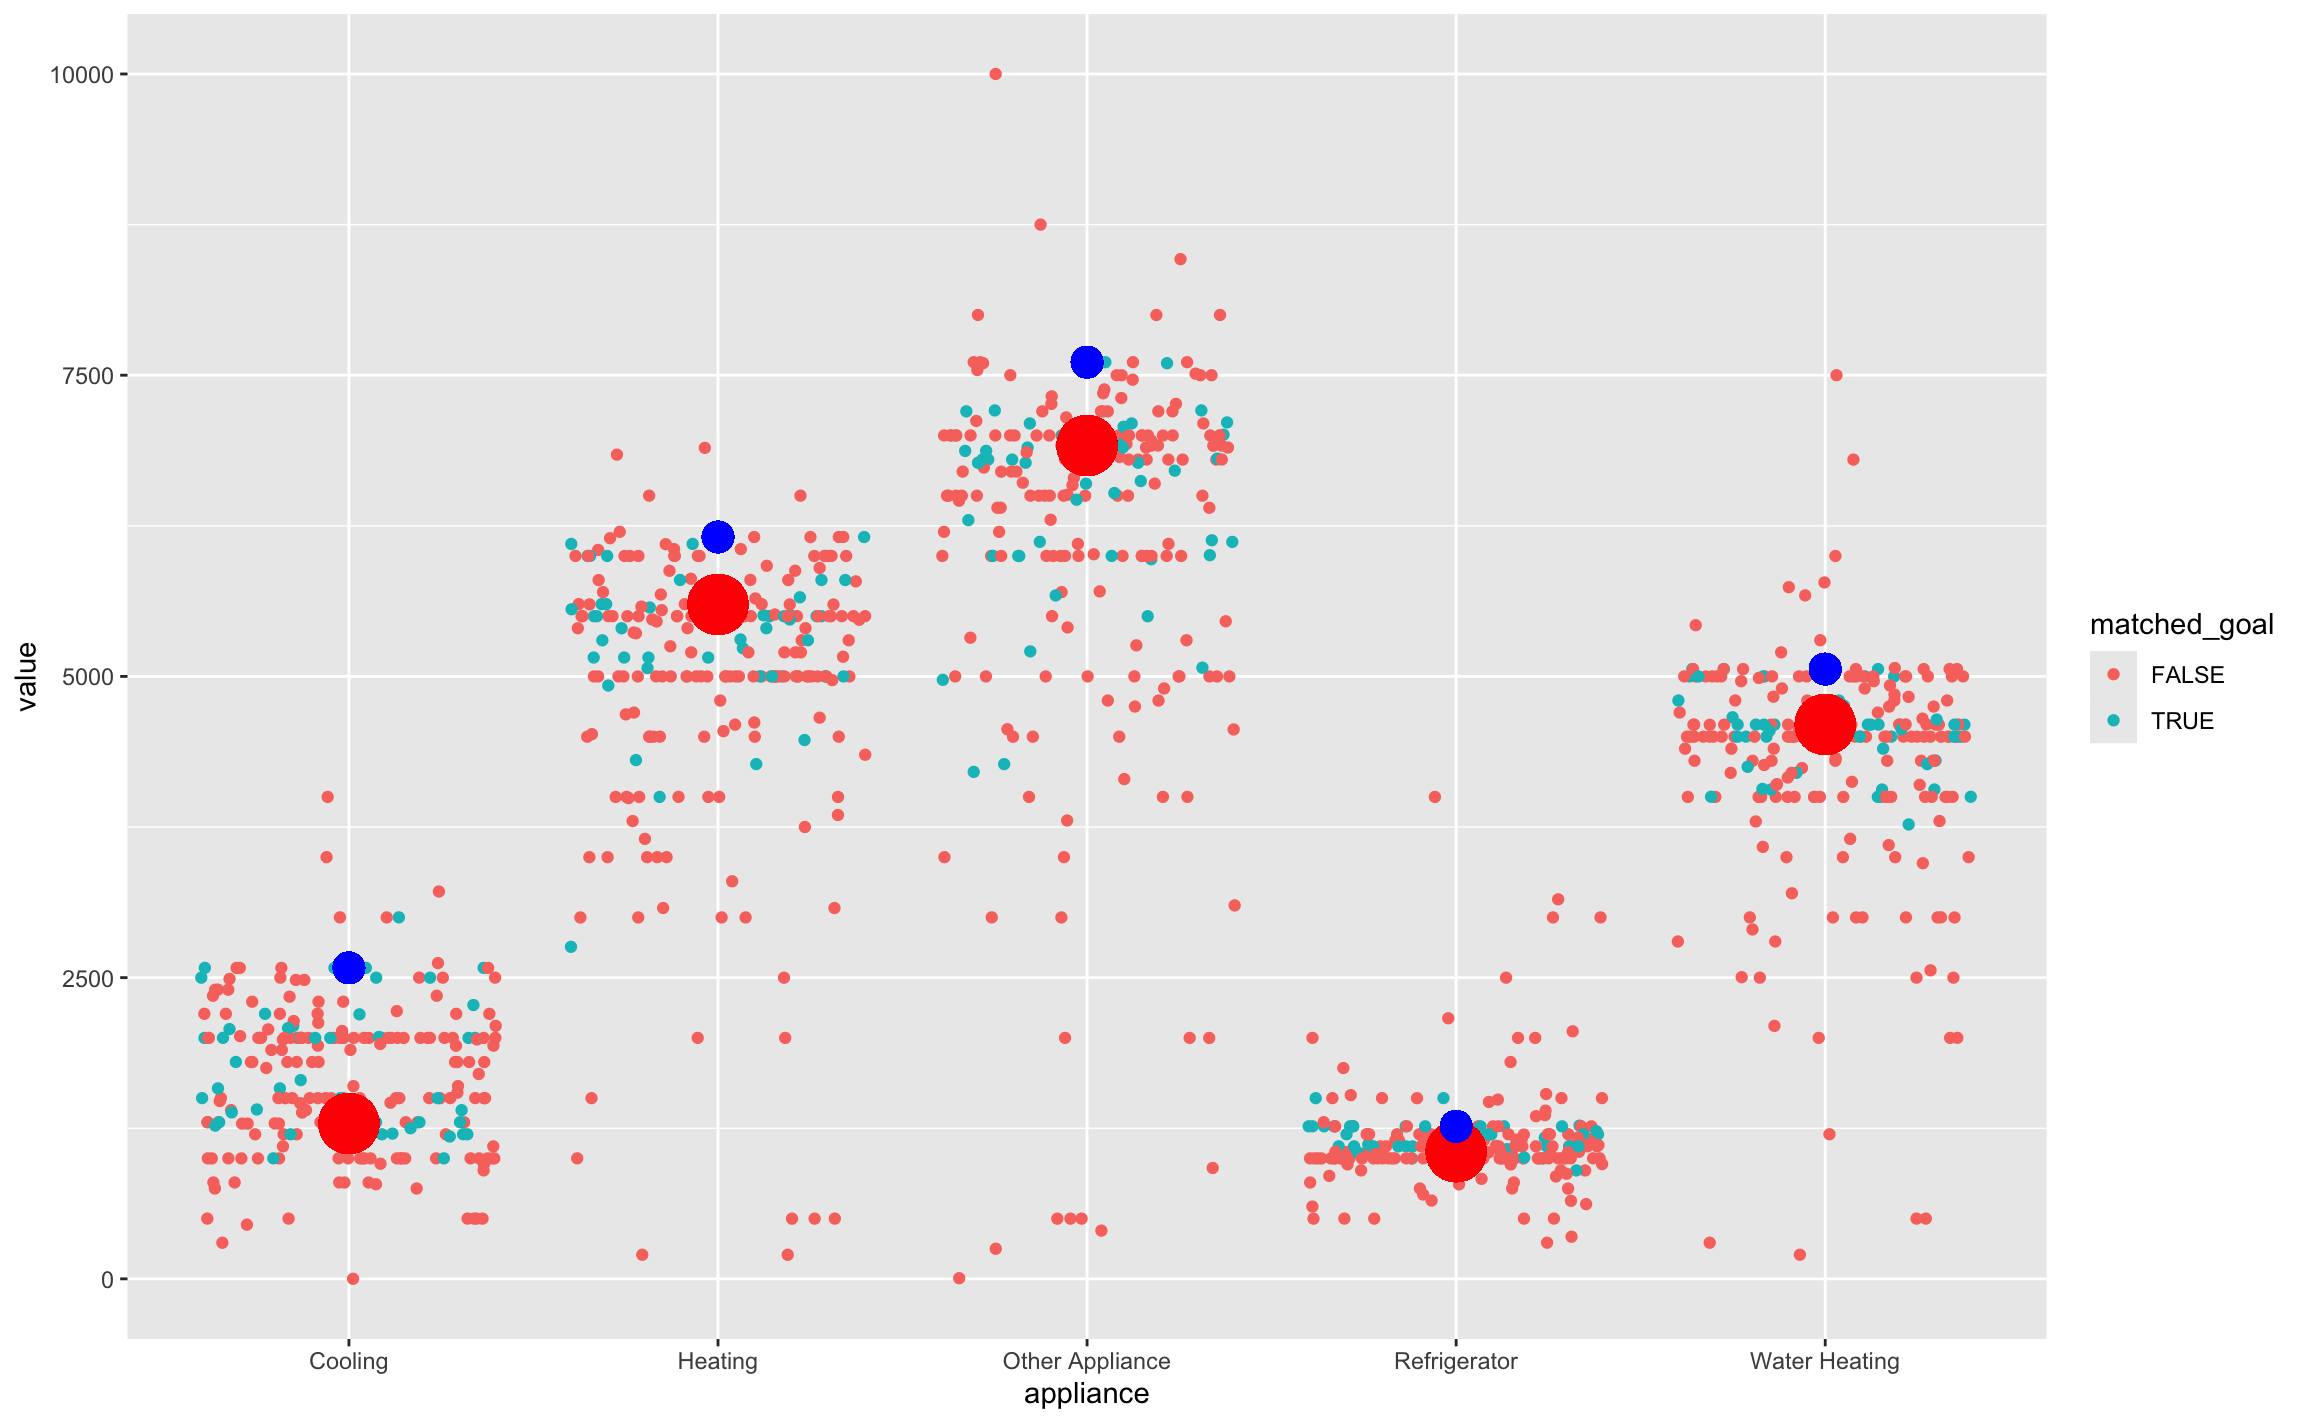 10000
7500
5000
2500
0
value
Cooling
Heating
Other Appliance
Refrigerator
Water Heating
appliance
matched_goal
FALSE
TRUE